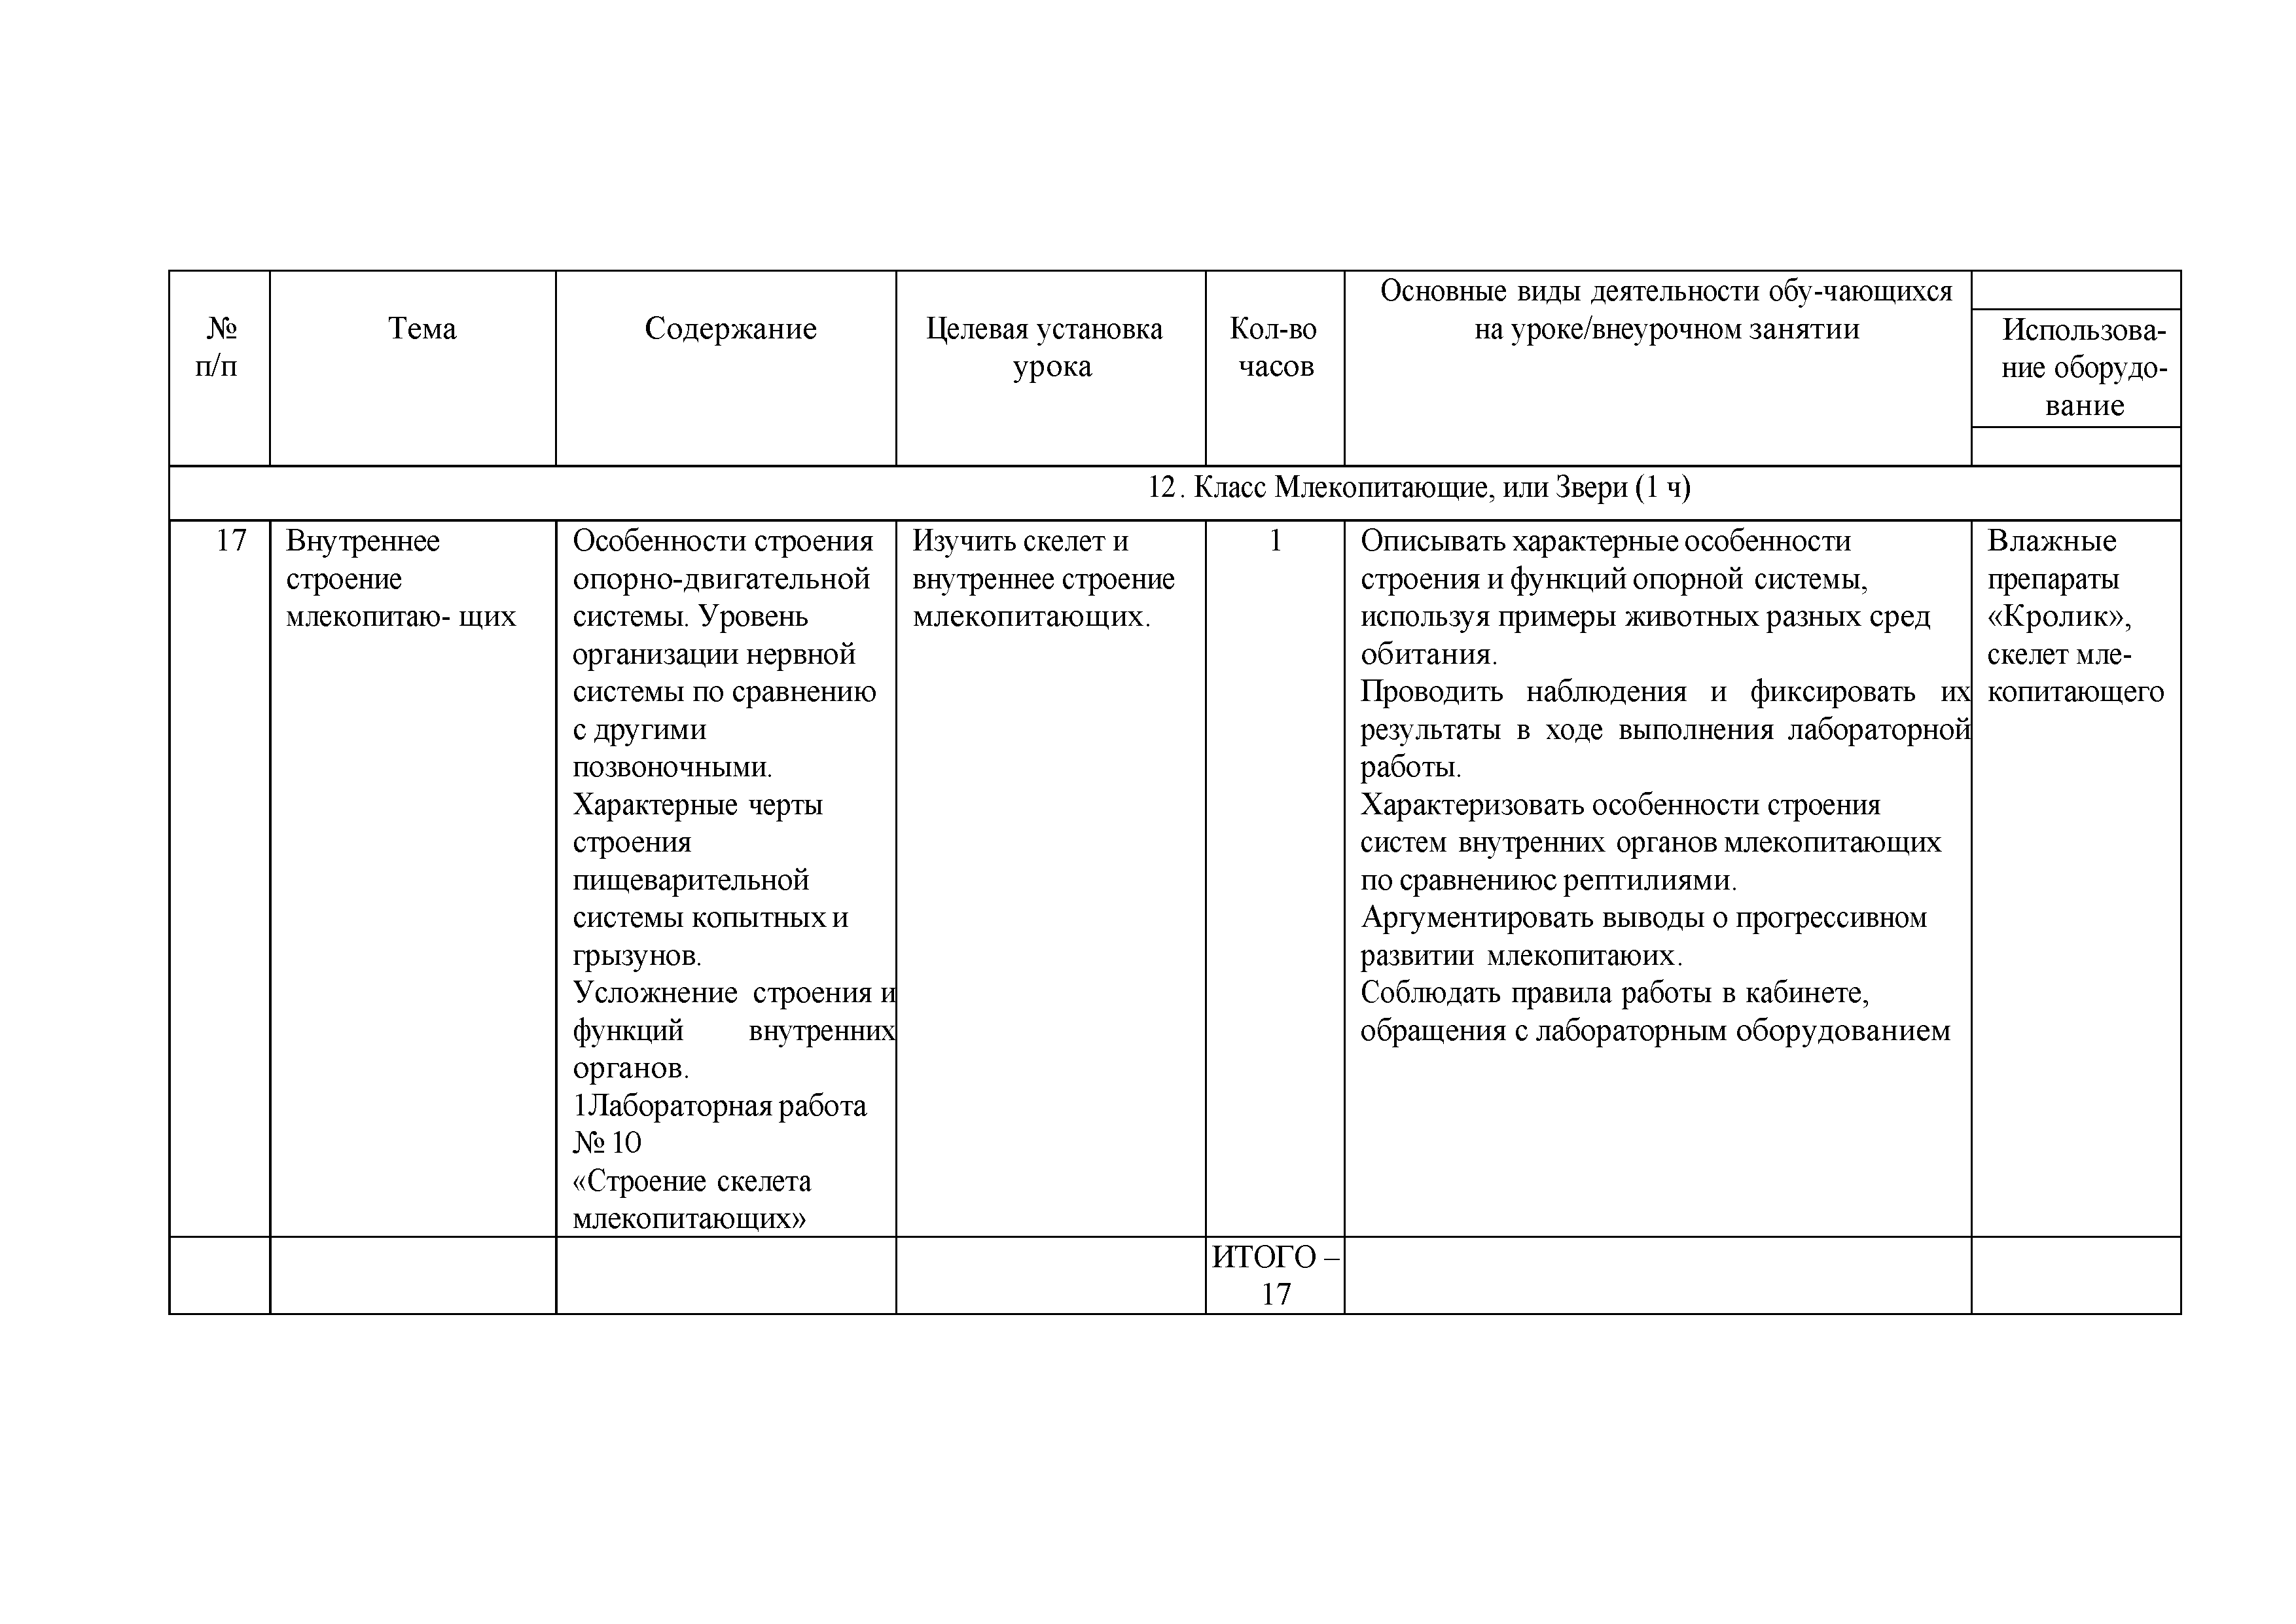 №
п/п
Тема
Содержание
Целевая установка
урока
Кол-во
часов
Основные виды деятельности обу-чающихся
на уроке/внеурочном занятии
Использова-
ние оборудо-
вание
12. Класс Млекопитающие, или Звери (1 ч)
17
Внутреннее
строение
млекопитаю- щих
Особенности строения
опорно-двигательной
системы. Уровень
организации нервной
системы по сравнению
с другими
позвоночными.
Характерные черты
строения
пищеварительной
системы копытных и
грызунов.
Усложнение строения и
функций внутренних
органов.
1Лабораторная работа
№ 10
«Строение скелета
млекопитающих»
Изучить скелет и
внутреннее строение
млекопитающих.
1
Описывать характерные особенности
строения и функций опорной системы,
используя примеры животных разных сред
обитания.
Проводить наблюдения и фиксировать их
результаты в ходе выполнения лабораторной
работы.
Характеризовать особенности строения
систем внутренних органов млекопитающих
по сравнениюс рептилиями.
Аргументировать выводы о прогрессивном
развитии млекопитаюих.
Соблюдать правила работы в кабинете,
обращения с лабораторным оборудованием
Влажные
препараты
«Кролик»,
скелет мле-
копитающего
ИТОГО –
17